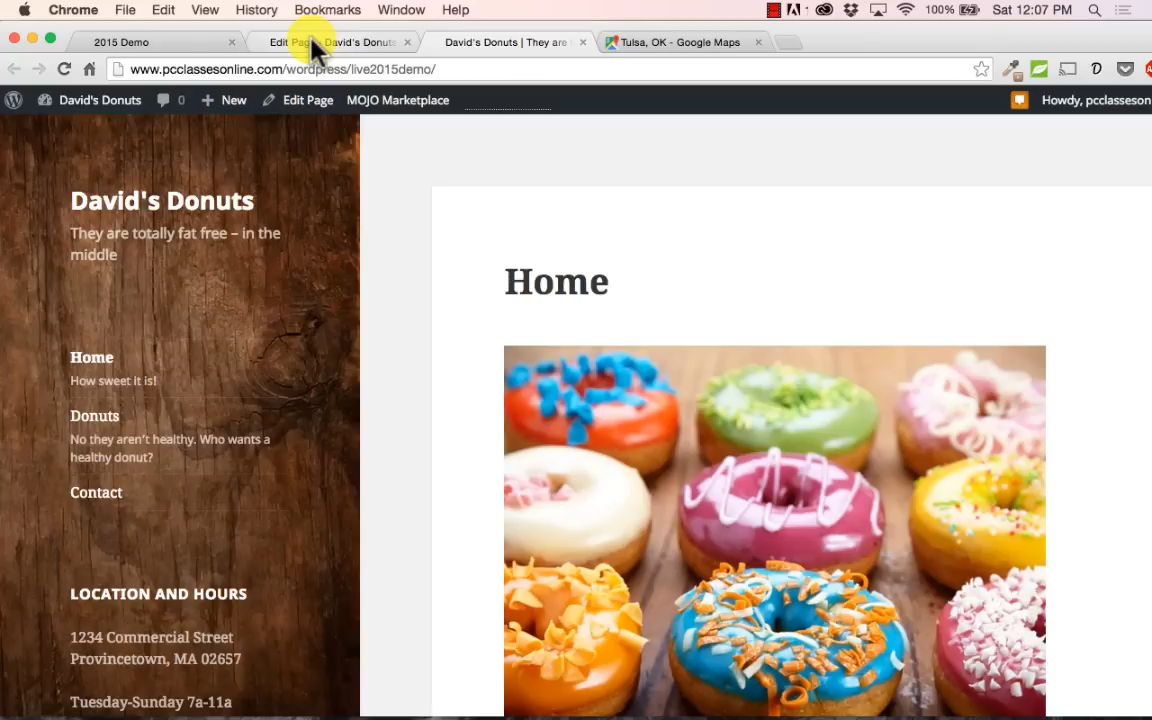 Chrome File Edit View History Bookmarks Window Help 100% Sat 12:07 PM
2015 Demo
Edit Page David's Donuts
David's Donuts | They are
Tulsa, OK - Google Maps
www.pcclassesonline.com/wordpress/live2015demo/
David's Donuts 0 New Edit Page MOJO Marketplace Howdy, pcclasseson
David's Donuts
They are totally fat free – in the
middle
Home
How sweet it is!
Donuts
No they aren't healthy. Who wants a
healthy donut?
Contact
LOCATION AND HOURS
1234 Commercial Street
Provincetown, MA 02657
Tuesday-Sunday 7a-11a
Home